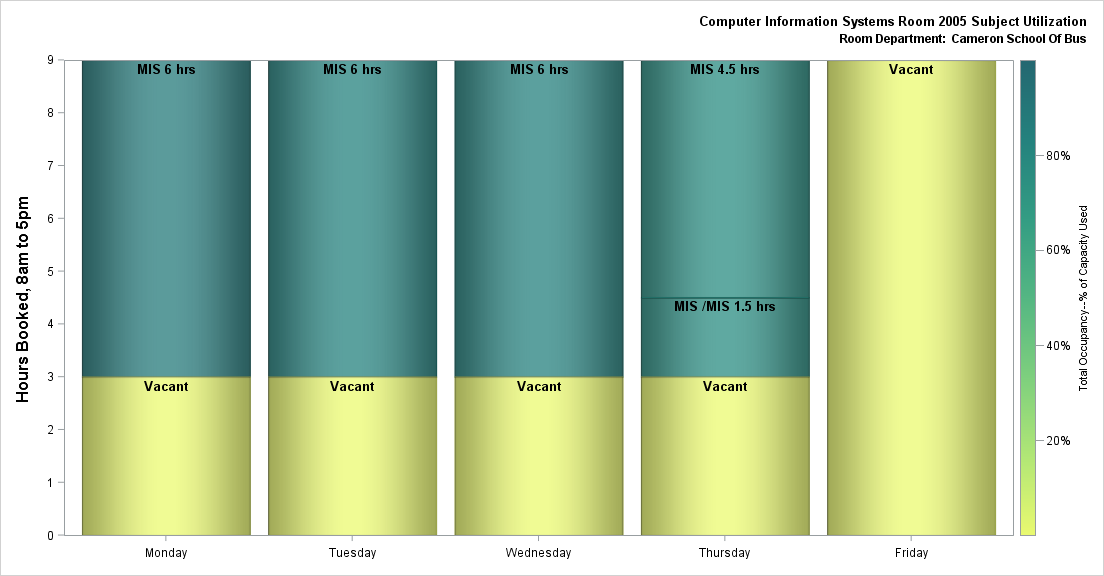 Computer Information Systems Room 2005 Subject Utilization
Room Department: Cameron School Of Bus
Hours Booked, 8am to 5pm
9
8
7
6
5
4
3
2
1
0
MIS 6 hrs
Vacant
MIS 6 hrs
Vacant
MIS 6 hrs
Vacant
MIS 4.5 hrs
MIS /MIS 1.5 hrs
Vacant
Vacant
Monday
Tuesday
Wednesday
Thursday
Friday
80%
60%
40%
20%
Total Occupancy--% of Capacity Used